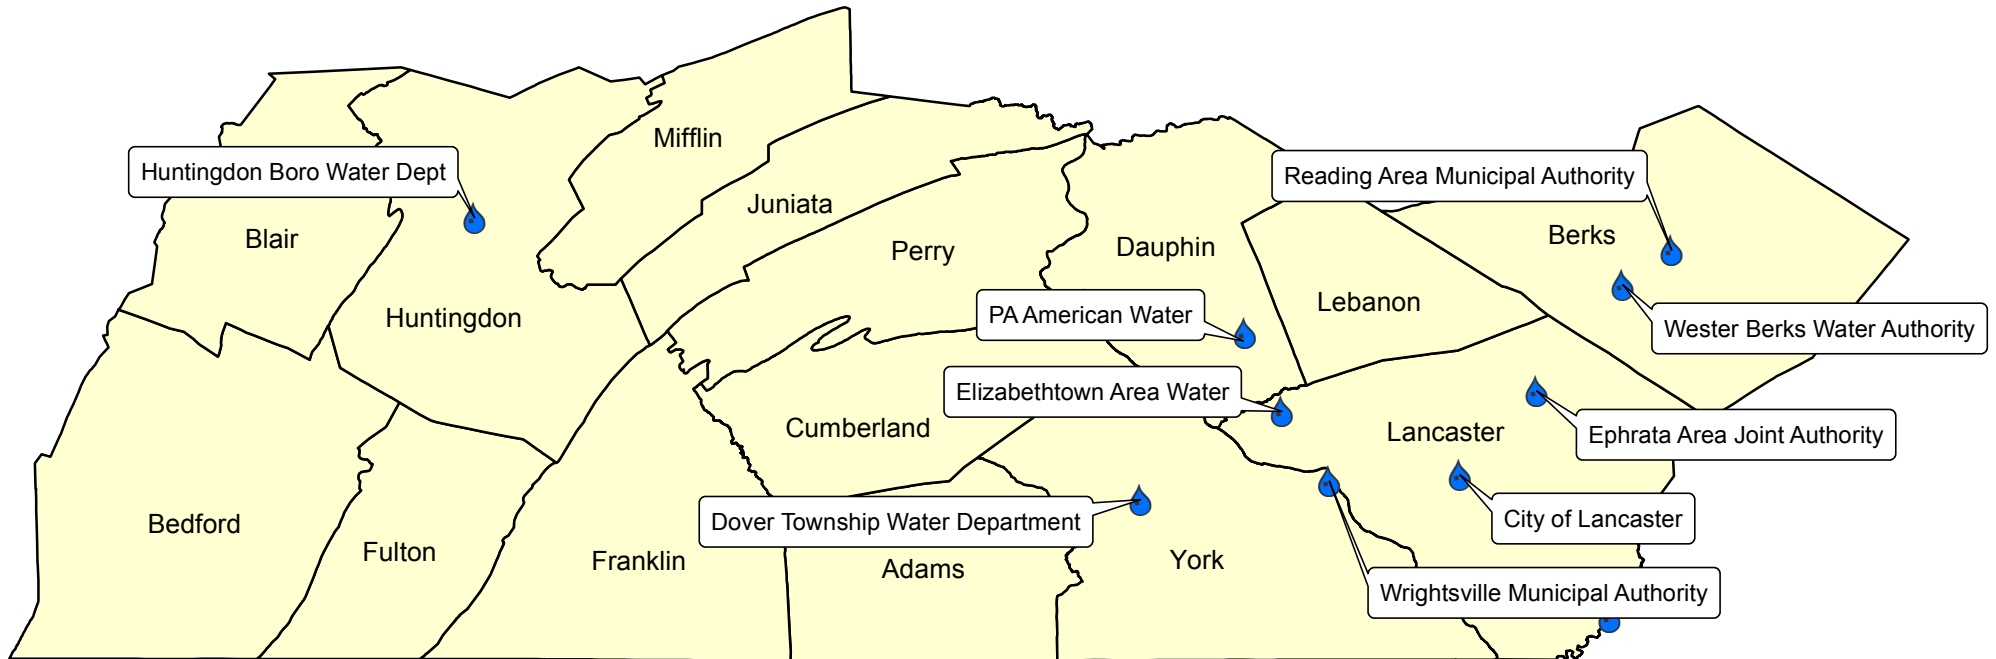 Mifflin
Huntingdon Boro Water Dept
Reading Area Municipal Authority
Juniata
Blair
Perry
Dauphin
Berks
Huntingdon
PA American Water
Lebanon
Wester Berks Water Authority
Elizabethtown Area Water
Cumberland
Lancaster
Ephrata Area Joint Authority
Bedford
Dover Township Water Department
City of Lancaster
Fulton
Franklin
Adams
York
Wrightsville Municipal Authority